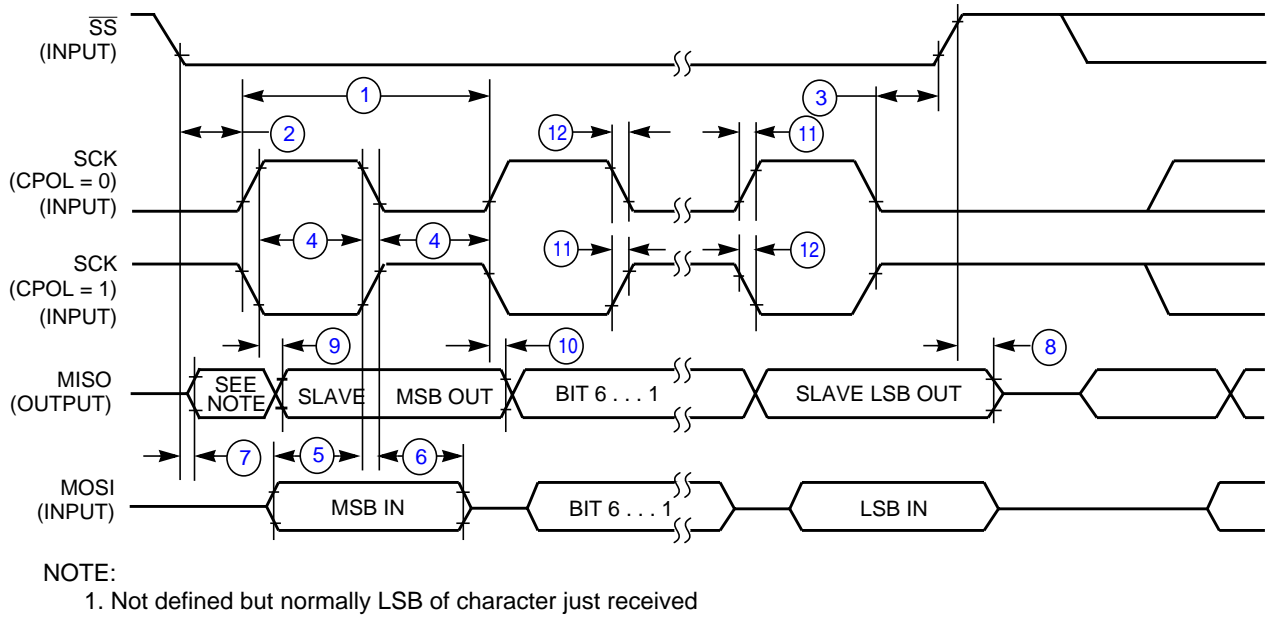 SS
(INPUT)
1
3
2
12
11
SCK
(CPOL = 0)
(INPUT)
4
4
11
12
SCK
(CPOL = 1)
(INPUT)
9
10
8
MISO
(OUTPUT)
SEE
NOTE
SLAVE
MSB OUT
BIT 6 . . . 1
SLAVE LSB OUT
7
5
6
MOSI
(INPUT)
MSB IN
BIT 6 . . . 1
LSB IN
NOTE:
1. Not defined but normally LSB of character just received